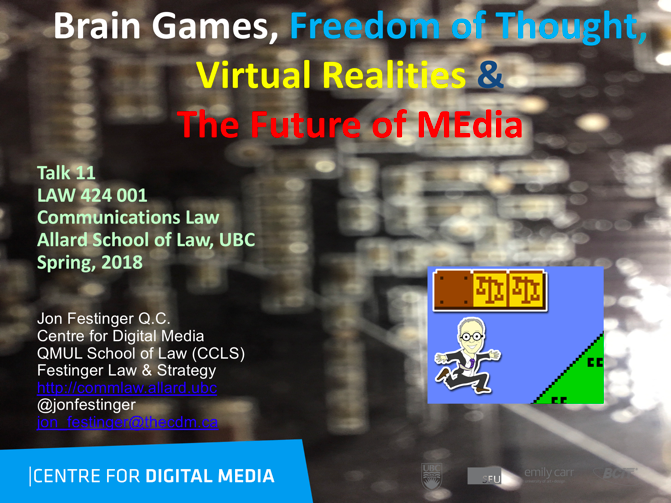 Brain Games, Freedom of Thought,
Virtual Realities &
The Future of MEdia
Talk 11
LAW 424 001
Communications Law
Allard School of Law, UBC
Spring, 2018
Jon Festinger Q.C.
Centre for Digital Media
QMUL School of Law (CCLS)
Festinger Law & Strategy
http://commlaw.allard.ubc
@jonfestinger
jon_festinger@thecdm.ca
|CENTRE FOR DIGITAL MEDIA
UBC
SFU
emily carr
BCIT